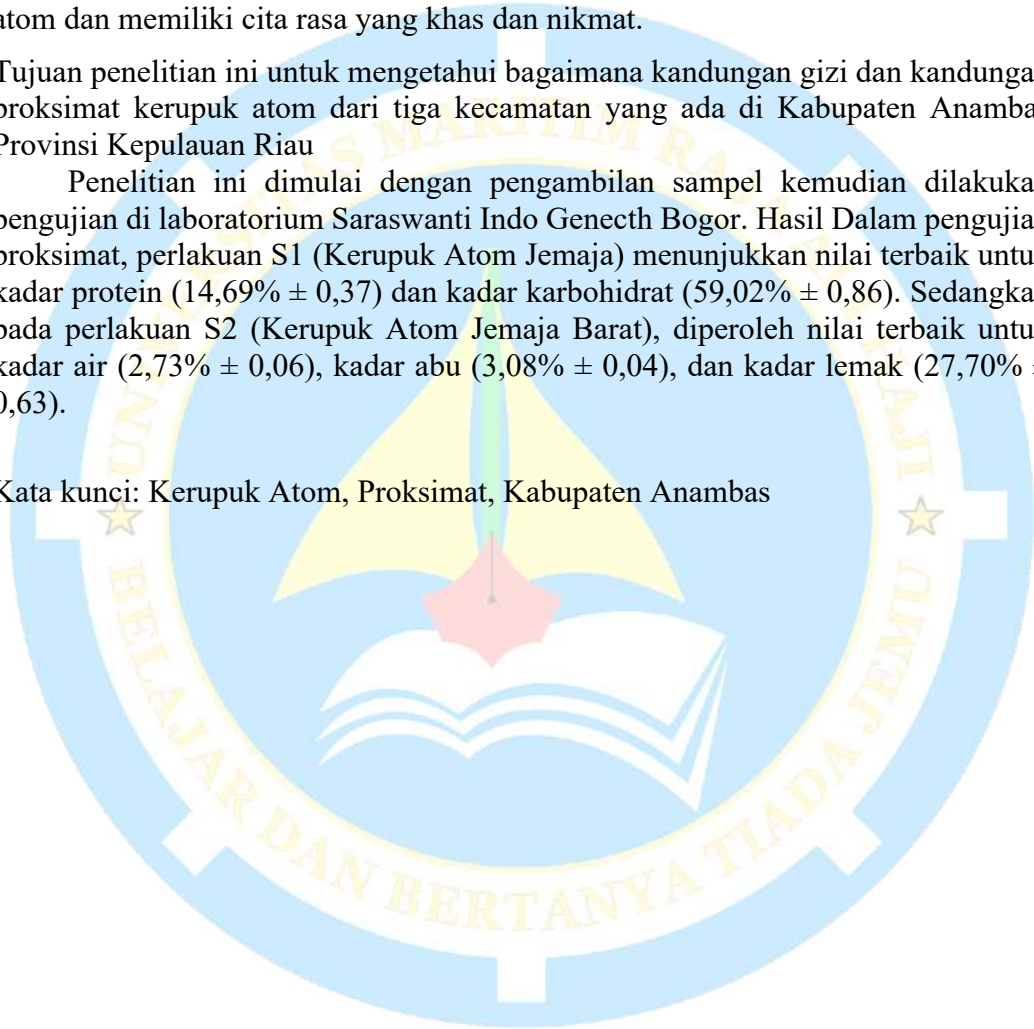 atom dan memiliki cita rasa yang khas dan nikmat.
Tujuan penelitian ini untuk mengetahui bagaimana kandungan gizi dan kandunga
proksimat kerupuk atom dari tiga kecamatan yang ada di Kabupaten Anamba
Provinsi Kepulauan Riau
Penelitian ini dimulai dengan pengambilan sampel kemudian dilakuka
pengujian di laboratorium Saraswanti Indo Genecth Bogor. Hasil Dalam pengujia
proksimat, perlakuan S1 (Kerupuk Atom Jemaja) menunjukkan nilai terbaik untu
kadar protein (14,69% ± 0,37) dan kadar karbohidrat (59,02% ± 0,86). Sedangka
pada perlakuan S2 (Kerupuk Atom Jemaja Barat), diperoleh nilai terbaik untu
kadar air (2,73% ± 0,06), kadar abu (3,08% ± 0,04), dan kadar lemak (27,70% ±
0,63).
Kata kunci: Kerupuk Atom, Proksimat, Kabupaten Anambas
BELAJAR DAN BERTANYA TIADA JEMU